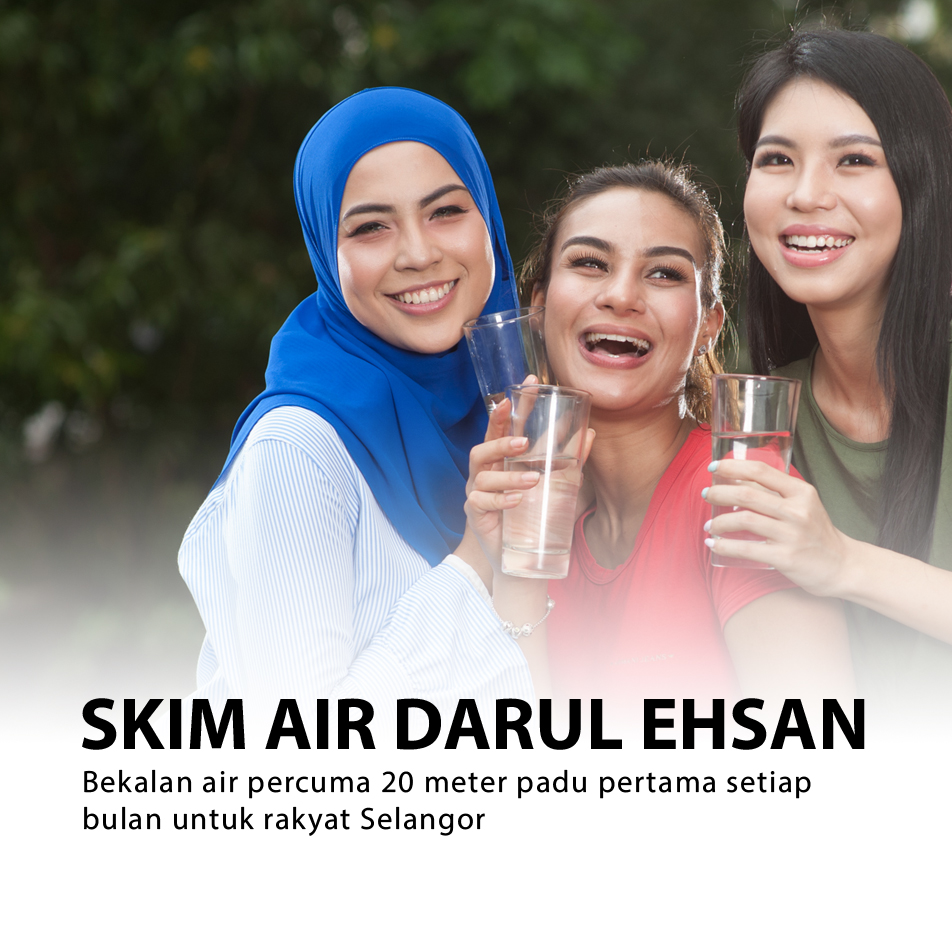 SKIM AIR DARUL EHSAN
Bekalan air percuma 20 meter padu pertama setiap
bulan untuk rakyat Selangor